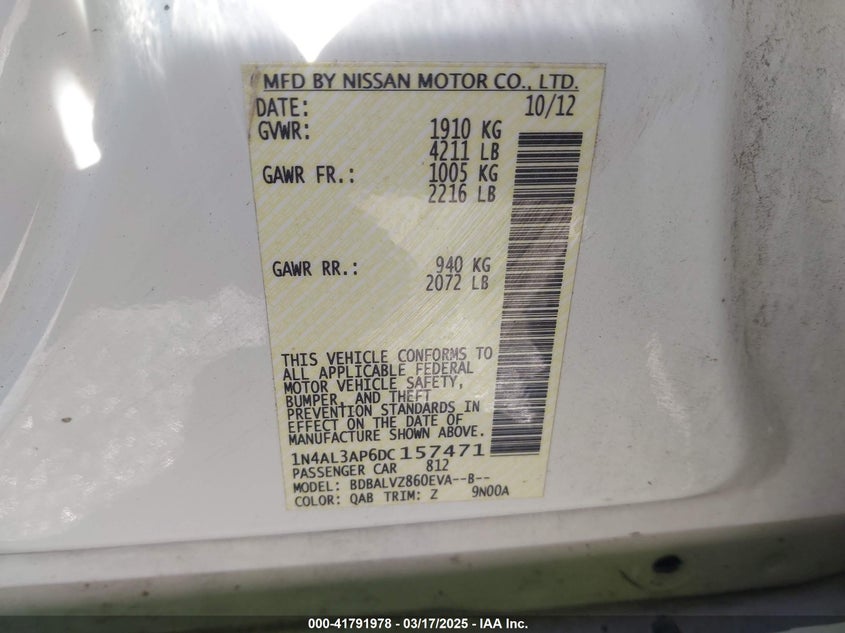 MFD BY NISSAN MOTOR CO., LTD.
DATE: 10/12
GVWR: 1910 KG
4211 LB
GAWR FR.: 1005 KG
2216 LB
GAWR RR.: 940 KG
2072 LB
THIS VEHICLE CONFORMS TO
ALL APPLICABLE FEDERAL
MOTOR VEHICLE SAFETY,
BUMPER, AND THEFT
PREVENTION STANDARDS IN
EFFECT ON THE DATE OF
MANUFACTURE SHOWN ABOVE.
1N4AL3AP6DC157471
PASSENGER CAR 812
MODEL: BDBALVZ860EVA--B--
COLOR: QAB TRIM: Z 9N00A
000-41791978 - 03/17/2025 - IAA Inc.